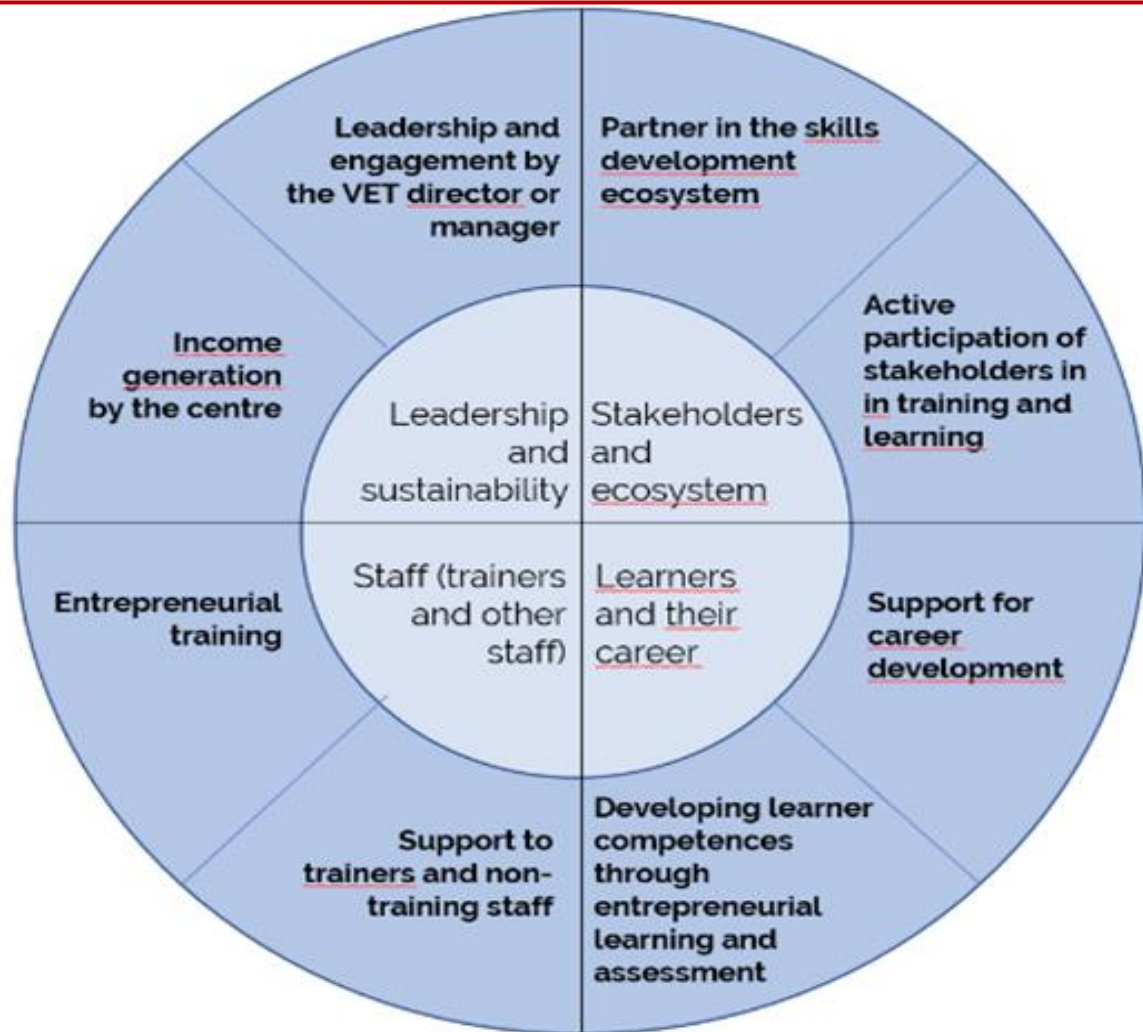 Leadership and
engagement by
the VET director or
manager
Partner in the skills
development
ecosystem
Active
participation of
stakeholders in
in training and
learning
Income
generation
by the centre
Leadership
and
sustainability
Stakeholders
and
ecosystem
Staff (trainers
and other
staff)
Learners
and their
career
Entrepreneurial
training
Support for
career
development
Support to
trainers and non-
training staff
Developing learner
competences
through
entrepreneurial
learning and
assessment